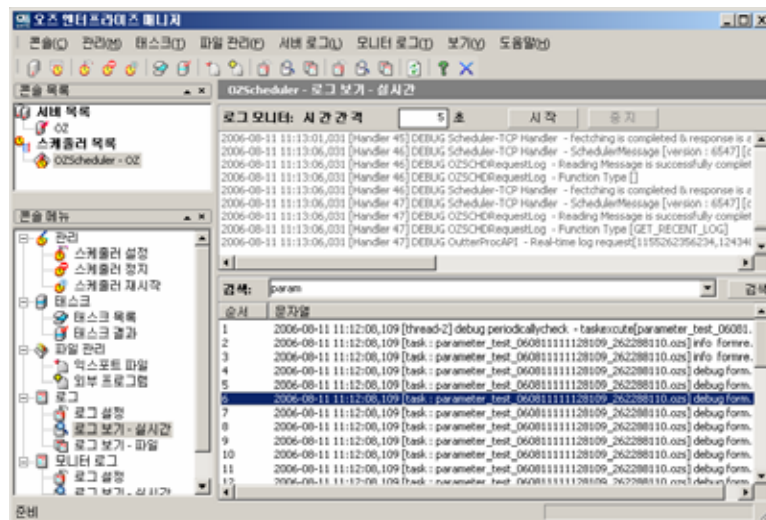 오즈 엔터프라이즈 매니저
콘솔(C) 관리(M) 태스크(T) 파일 관리(F) 서버 로그(L) 모니터 로그(T) 보기(V) 도움말(H)
콘솔 목록
서버 목록
OZ
스케줄러 목록
OZScheduler - OZ
콘솔 메뉴
관리
스케줄러 설정
스케줄러 정지
스케줄러 재시작
태스크
태스크 목록
태스크 결과
파일 관리
익스포트 파일
외부 프로그램
로그
로그 설정
로그 보기 - 실시간
로그 보기 - 파일
모니터 로그
로그 설정
로그 보기 - 실시간
OZScheduler - 로그 보기 - 실시간
로그 모니터: 시간 간격 5 초 시작 중지
2006-08-11 11:13:01,031 [Handler 45] DEBUG Scheduler-TCP Handler - fectching is completed & response is a
2006-08-11 11:13:06,031 [Handler 46] DEBUG Scheduler-TCP Handler - SchedulerMessage [version : 6547] [c
2006-08-11 11:13:06,031 [Handler 46] DEBUG OZSCHDRequestLog - Reading Message is successfully complet
2006-08-11 11:13:06,031 [Handler 46] DEBUG OZSCHDRequestLog - Function Type []
2006-08-11 11:13:06,031 [Handler 46] DEBUG Scheduler-TCP Handler - fectching is completed & response is a
2006-08-11 11:13:06,031 [Handler 47] DEBUG Scheduler-TCP Handler - SchedulerMessage [version : 6547] [c
2006-08-11 11:13:06,031 [Handler 47] DEBUG OZSCHDRequestLog - Reading Message is successfully complet
2006-08-11 11:13:06,031 [Handler 47] DEBUG OZSCHDRequestLog - Function Type [GET_RECENT_LOG]
2006-08-11 11:13:06,031 [Handler 47] DEBUG OutterProcAPI - Real-time log request[1155262356234,124340
검색: param 검색
순서 문자열
1 2006-08-11 11:12:08,109 [thread-2] debug periodicallycheck - taskexcute[parameter_test_06081.
2 2006-08-11 11:12:08,109 [task : parameter_test_060811111128109_262288110.ozs] info formre.
3 2006-08-11 11:12:08,109 [task : parameter_test_060811111128109_262288110.ozs] info formre.
4 2006-08-11 11:12:08,109 [task : parameter_test_060811111128109_262288110.ozs] debug form.
5 2006-08-11 11:12:08,109 [task : parameter_test_060811111128109_262288110.ozs] debug form.
6 2006-08-11 11:12:08,109 [task : parameter_test_060811111128109_262288110.ozs] debug form.
7 2006-08-11 11:12:08,109 [task : parameter_test_060811111128109_262288110.ozs] debug form.
8 2006-08-11 11:12:08,109 [task : parameter_test_060811111128109_262288110.ozs] debug form.
9 2006-08-11 11:12:08,109 [task : parameter_test_060811111128109_262288110.ozs] debug form.
10 2006-08-11 11:12:08,109 [task : parameter_test_060811111128109_262288110.ozs] debug form.
11 2006-08-11 11:12:08,109 [task : parameter_test_060811111128109_262288110.ozs] debug form.
12 2006-08-11 11:12:08,109 [task : parameter_test_060811111128109_262288110.ozs] debug form.
준비